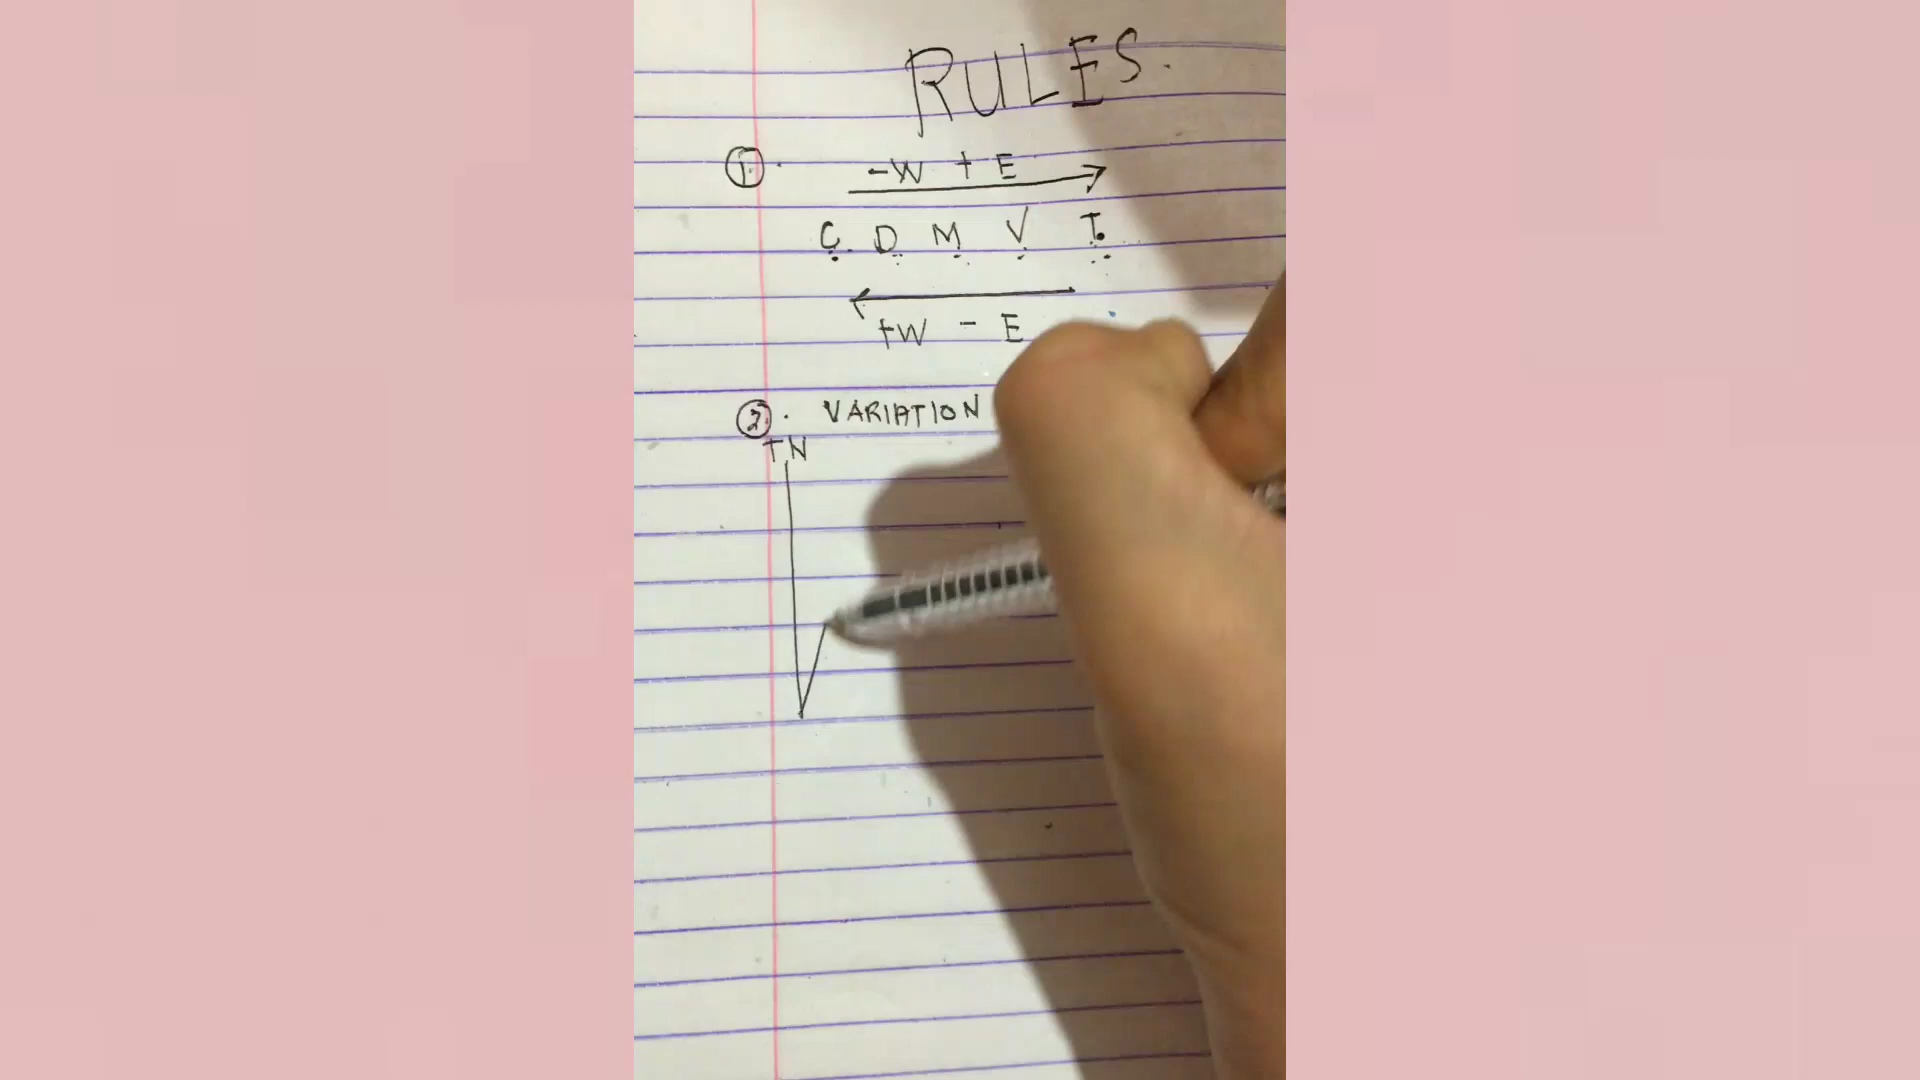 RULES.
① . -W + E
C. D M V T
+W - E
② . VARIATION
TN